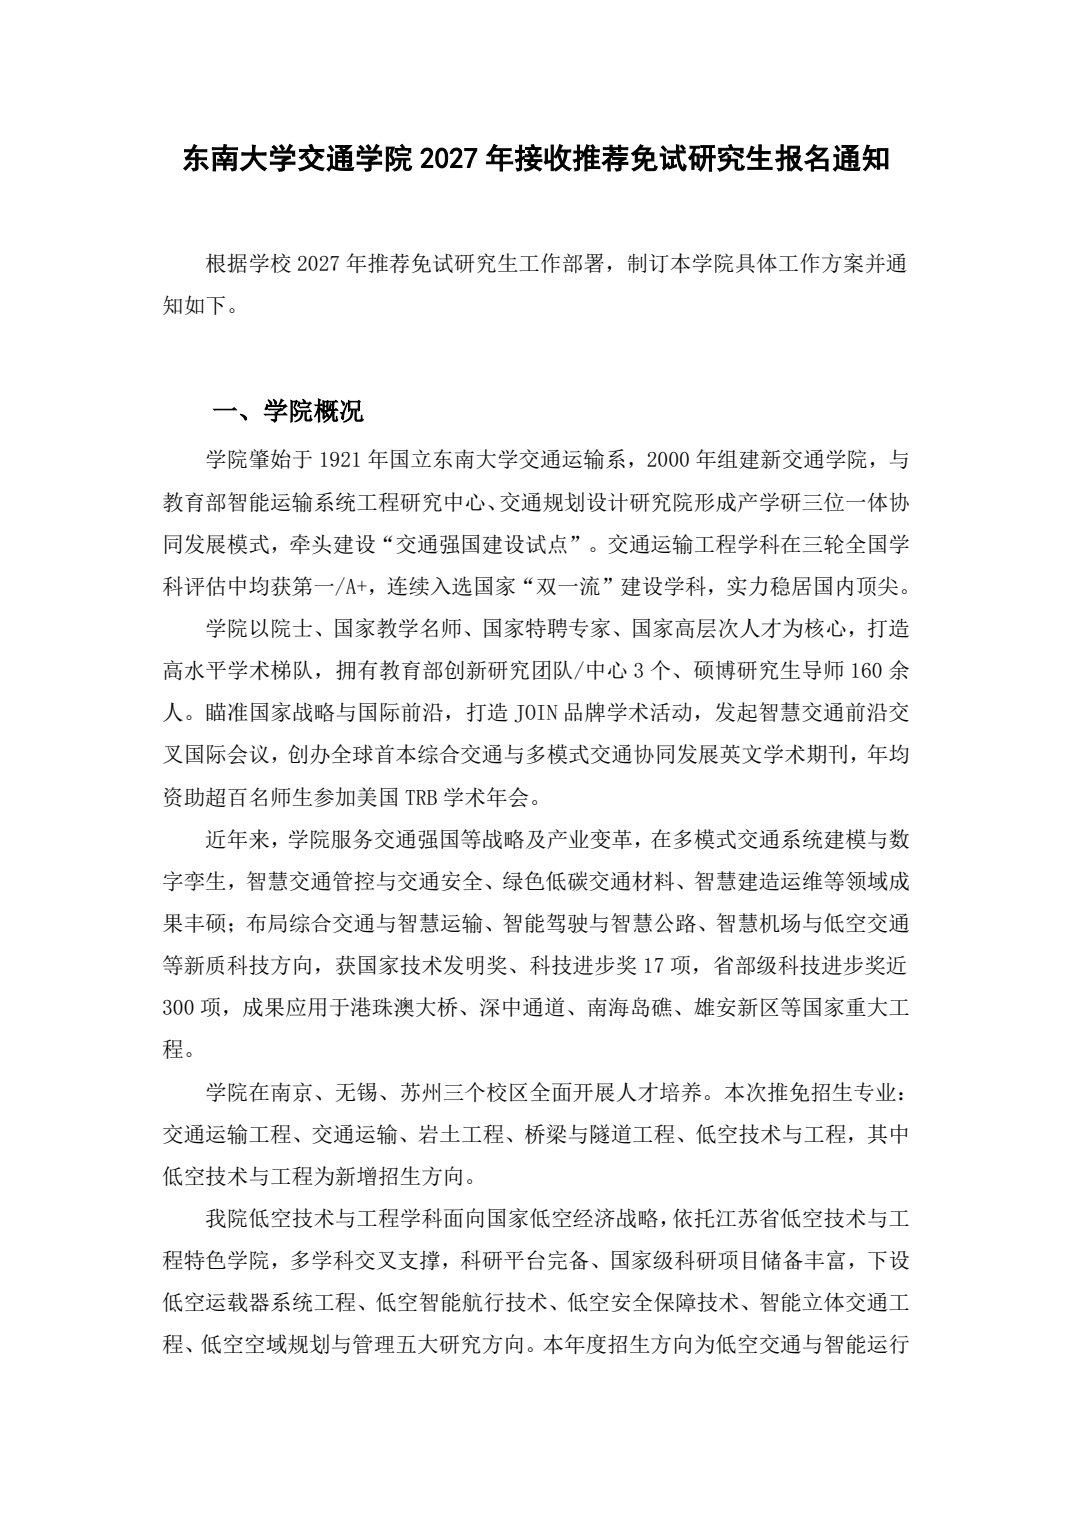 东南大学交通学院 2027 年接收推荐免试研究生报名通知
根据学校 2027 年推荐免试研究生工作部署，制订本学院具体工作方案并通
知如下。
一、学院概况
学院肇始于 1921 年国立东南大学交通运输系，2000 年组建新交通学院，与
教育部智能运输系统工程研究中心、交通规划设计研究院形成产学研三位一体协
同发展模式，牵头建设“交通强国建设试点”。交通运输工程学科在三轮全国学
科评估中均获第一/A+，连续入选国家“双一流”建设学科，实力稳居国内顶尖。
学院以院士、国家教学名师、国家特聘专家、国家高层次人才为核心，打造
高水平学术梯队，拥有教育部创新研究团队/中心 3 个、硕博研究生导师 160 余
人。瞄准国家战略与国际前沿，打造 JOIN 品牌学术活动，发起智慧交通前沿交
叉国际会议，创办全球首本综合交通与多模式交通协同发展英文学术期刊，年均
资助超百名师生参加美国 TRB 学术年会。
近年来，学院服务交通强国等战略及产业变革，在多模式交通系统建模与数
字孪生，智慧交通管控与交通安全、绿色低碳交通材料、智慧建造运维等领域成
果丰硕；布局综合交通与智慧运输、智能驾驶与智慧公路、智慧机场与低空交通
等新质科技方向，获国家技术发明奖、科技进步奖 17 项，省部级科技进步奖近
300 项，成果应用于港珠澳大桥、深中通道、南海岛礁、雄安新区等国家重大工
程。
学院在南京、无锡、苏州三个校区全面开展人才培养。本次推免招生专业：
交通运输工程、交通运输、岩土工程、桥梁与隧道工程、低空技术与工程，其中
低空技术与工程为新增招生方向。
我院低空技术与工程学科面向国家低空经济战略，依托江苏省低空技术与工
程特色学院，多学科交叉支撑，科研平台完备、国家级科研项目储备丰富，下设
低空运载器系统工程、低空智能航行技术、低空安全保障技术、智能立体交通工
程、低空空域规划与管理五大研究方向。本年度招生方向为低空交通与智能运行